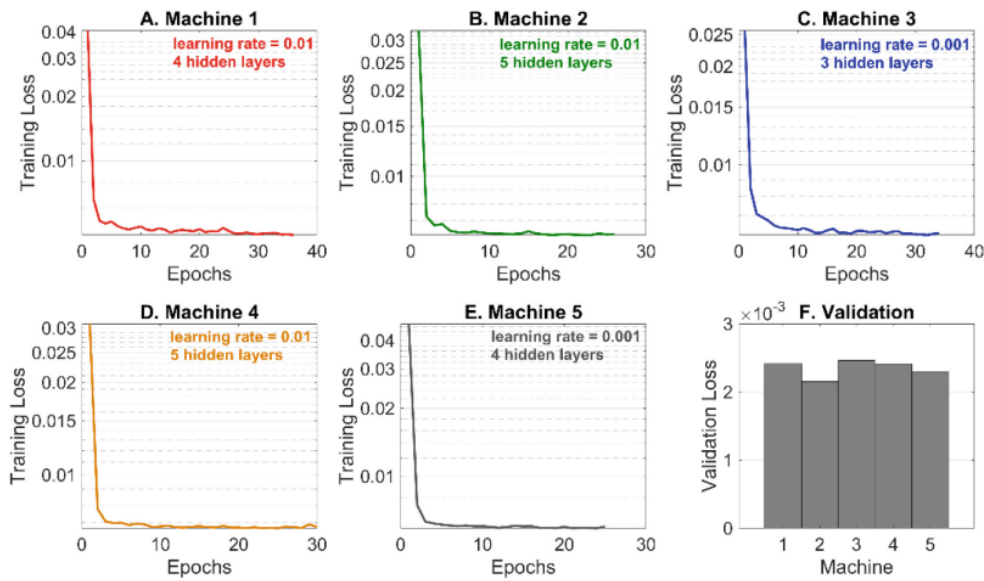 A. Machine 1
learning rate = 0.01
4 hidden layers
Training Loss
0.04
0.03
0.02
0.01
0 10 20 30 40
Epochs
B. Machine 2
learning rate = 0.01
5 hidden layers
Training Loss
0.03
0.025
0.02
0.015
0.01
0 10 20 30
Epochs
C. Machine 3
learning rate = 0.001
3 hidden layers
Training Loss
0.025
0.02
0.015
0.01
0 10 20 30 40
Epochs
D. Machine 4
learning rate = 0.01
5 hidden layers
Training Loss
0.03
0.025
0.02
0.015
0.01
0 10 20 30
Epochs
E. Machine 5
learning rate = 0.001
4 hidden layers
Training Loss
0.04
0.03
0.02
0.01
0 10 20 30
Epochs
F. Validation
×10⁻³
Validation Loss
3
2
1
0
1 2 3 4 5
Machine